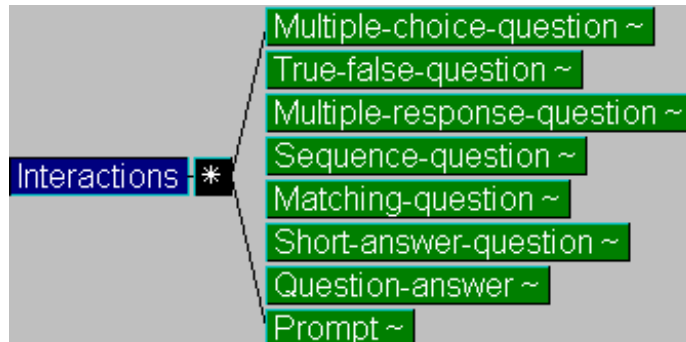 Multiple-choice-question ~
True-false-question ~
Multiple-response-question ~
Sequence-question ~
Interactions *
Matching-question ~
Short-answer-question ~
Question-answer ~
Prompt ~